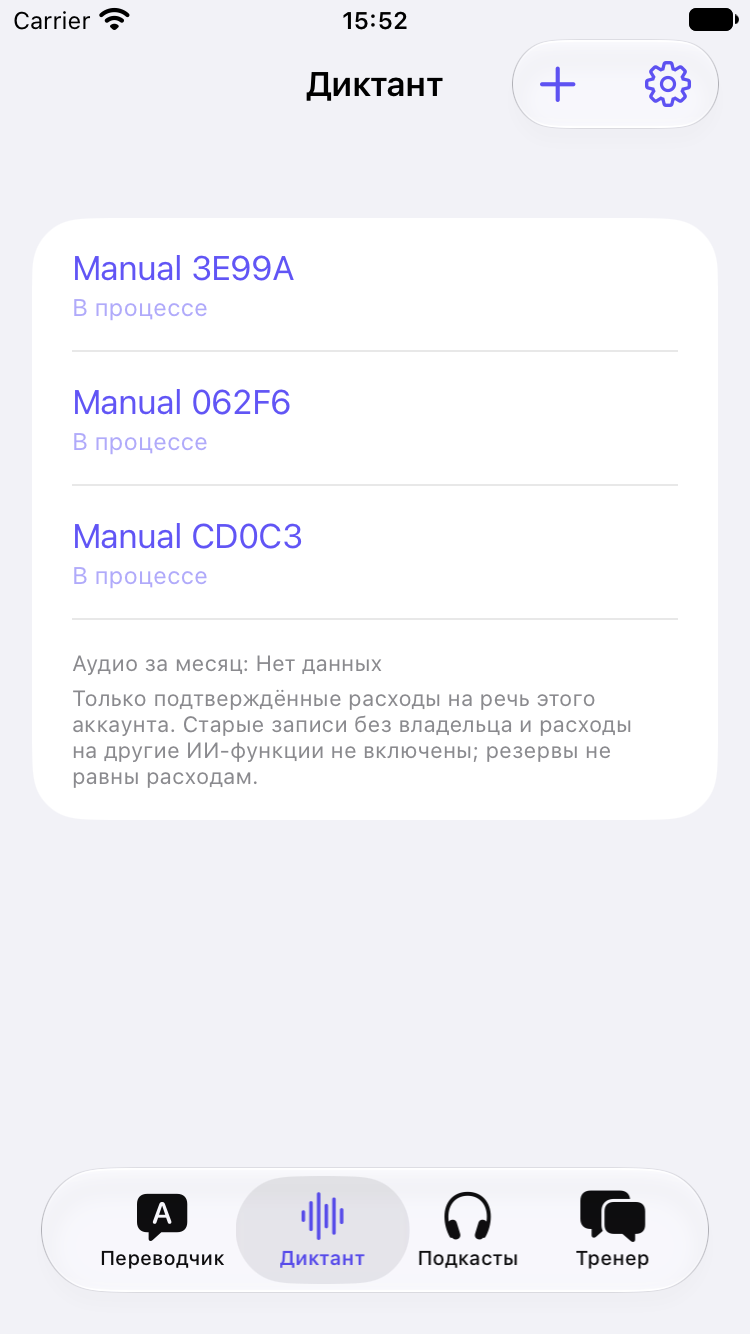 Carrier 15:52
Диктант
Manual 3E99A
В процессе
Manual 062F6
В процессе
Manual CD0C3
В процессе
Аудио за месяц: Нет данных
Только подтверждённые расходы на речь этого
аккаунта. Старые записи без владельца и расходы
на другие ИИ-функции не включены; резервы не
равны расходам.
A
Переводчик Диктант Подкасты Тренер